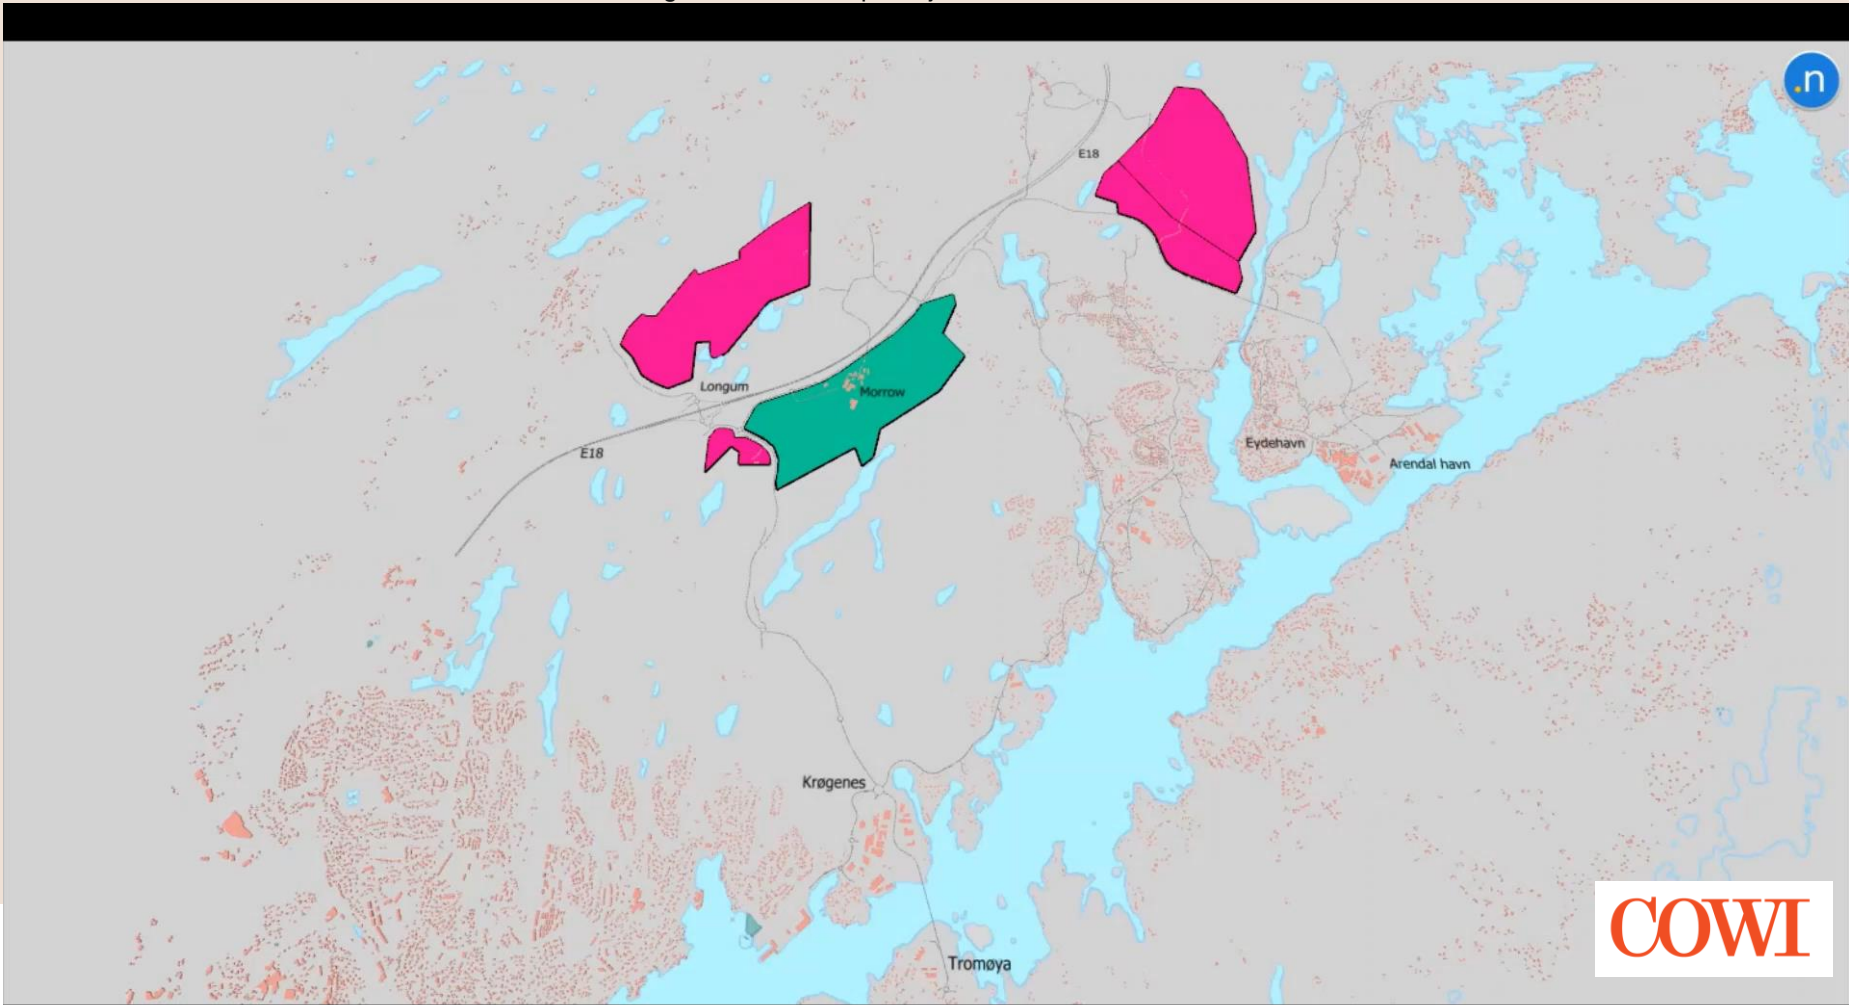 .n
E18
Longum
Morrow
E18
Eydehavn
Arendal havn
Krøgenes
COWI
Tromøya